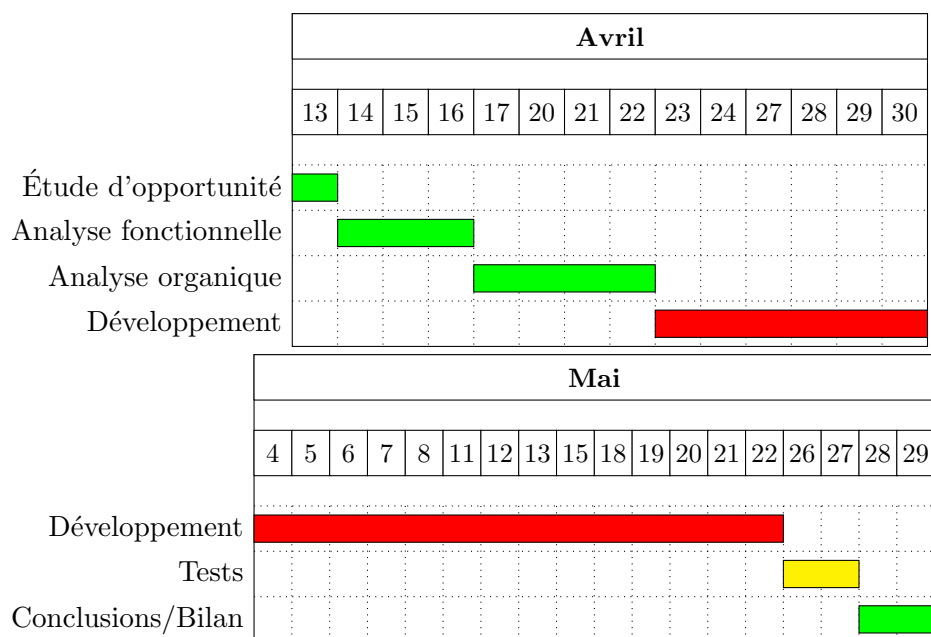 Avril
13 14 15 16 17 20 21 22 23 24 27 28 29 30
Étude d'opportunité
Analyse fonctionnelle
Analyse organique
Développement
Mai
4 5 6 7 8 11 12 13 15 18 19 20 21 22 26 27 28 29
Développement
Tests
Conclusions/Bilan